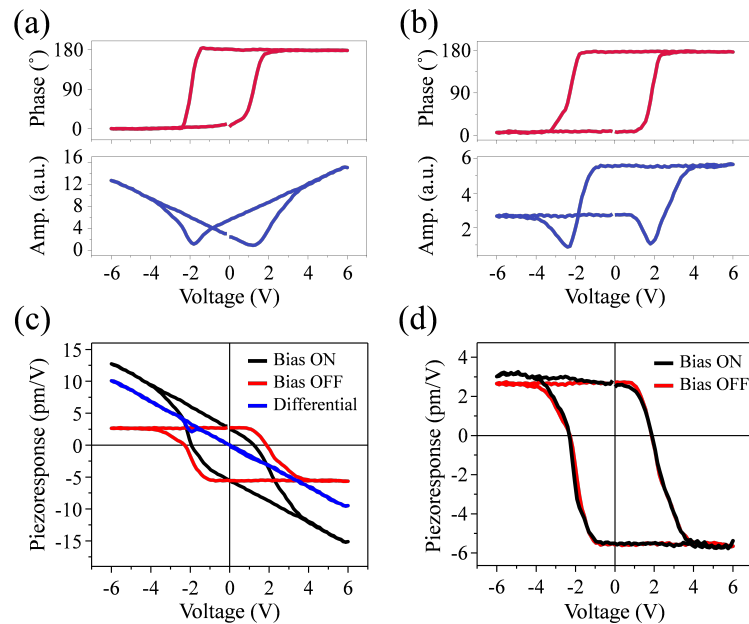 (a)
180
90
0
Phase (°)
16
12
8
4
0
Amp. (a.u.)
-6 -4 -2 0 2 4 6
Voltage (V)
(b)
180
90
0
Phase (°)
6
4
2
Amp. (a.u.)
-6 -4 -2 0 2 4 6
Voltage (V)
(c)
15
10
5
0
-5
-10
-15
Piezoresponse (pm/V)
Bias ON
Bias OFF
Differential
-6 -4 -2 0 2 4 6
Voltage (V)
(d)
4
2
0
-2
-4
-6
Piezoresponse (pm/V)
Bias ON
Bias OFF
-6 -4 -2 0 2 4 6
Voltage (V)